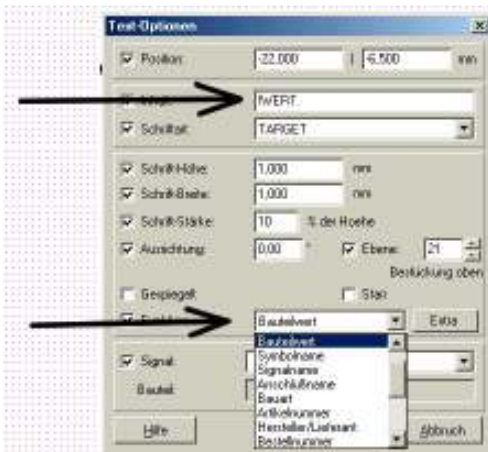 Text-Optionen
Position: -22,000 | -6,500 mm
!WERT.
Schriftart: TARGET
Schrift-Höhe: 1,000 mm
Schrift-Breite: 1,000 mm
Schrift-Stärke: 10 % der Hoehe
Ausrichtung: 0,00 ° Ebene: 21
Bestückung oben
Gespiegelt Starr
Bauteilwert Extra
Bauteilwert
Symbolname
Signal: Signalname
Anschlußname
Bauteil: Bauart
Artikelnummer
Hersteller/Lieferant
Bestellnummer
Hilfe Abbruch